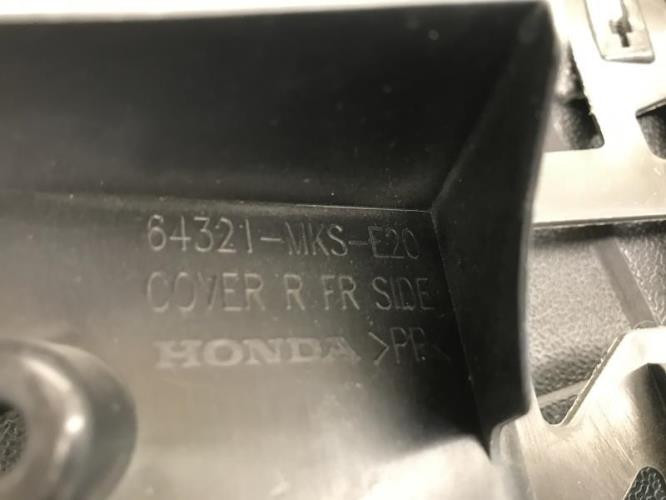 64321-MKS-E20
COVER R FR SIDE
HONDA >PP<